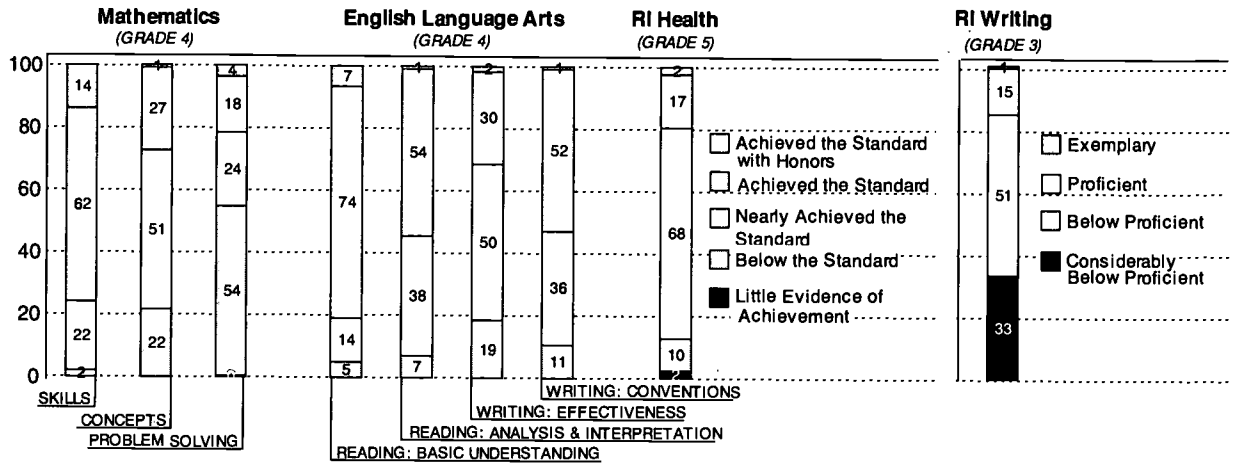 Mathematics
(GRADE 4)
English Language Arts
(GRADE 4)
RI Health
(GRADE 5)
RI Writing
(GRADE 3)
100
80
60
40
20
0
14
62
22
2
1
27
51
22
4
18
24
54
7
74
14
5
1
54
38
7
2
30
50
19
1
52
36
11
2
17
68
10
2
1
15
51
33
Achieved the Standard
with Honors
Achieved the Standard
Nearly Achieved the
Standard
Below the Standard
Little Evidence of
Achievement
Exemplary
Proficient
Below Proficient
Considerably
Below Proficient
SKILLS
CONCEPTS
PROBLEM SOLVING
WRITING: CONVENTIONS
WRITING: EFFECTIVENESS
READING: ANALYSIS & INTERPRETATION
READING: BASIC UNDERSTANDING